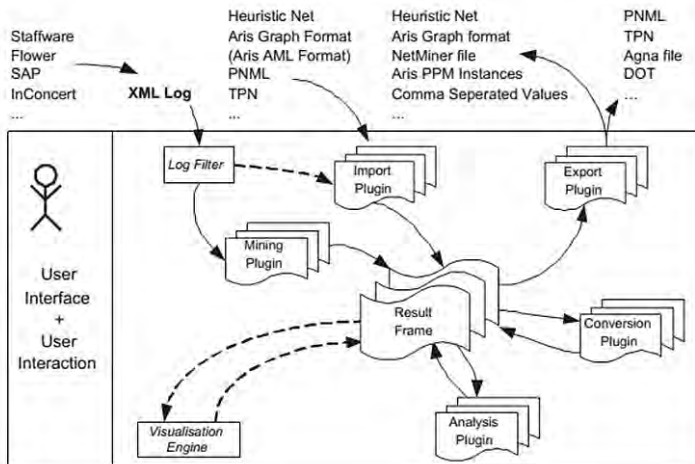 Staffware
Flower
SAP
InConcert
...
XML Log
Heuristic Net
Aris Graph Format
(Aris AML Format)
PNML
TPN
...
Heuristic Net
Aris Graph format
NetMiner file
Aris PPM Instances
Comma Seperated Values
...
PNML
TPN
Agna file
DOT
...
Log Filter
Import
Plugin
Export
Plugin
Mining
Plugin
User
Interface
+
User
Interaction
Result
Frame
Conversion
Plugin
Visualisation
Engine
Analysis
Plugin